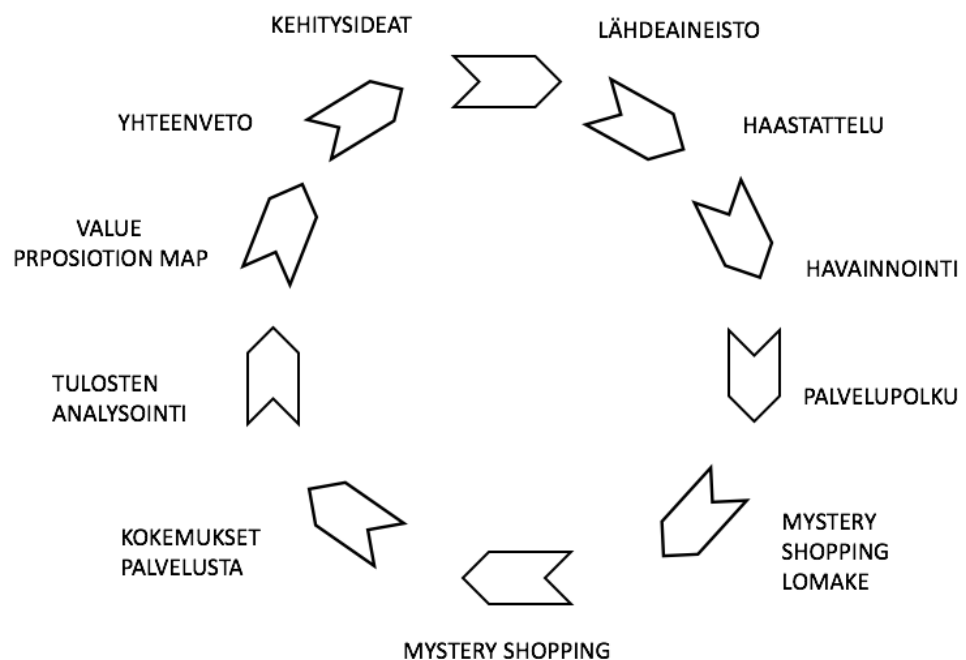 KEHITYSIDEAT
LÄHDEAINEISTO
YHTEENVETO
HAASTATTELU
VALUE
PRPOSIOTION MAP
HAVAINNOINTI
TULOSTEN
ANALYSOINTI
PALVELUPOLKU
KOKEMUKSET
PALVELUSTA
MYSTERY
SHOPPING
LOMAKE
MYSTERY SHOPPING